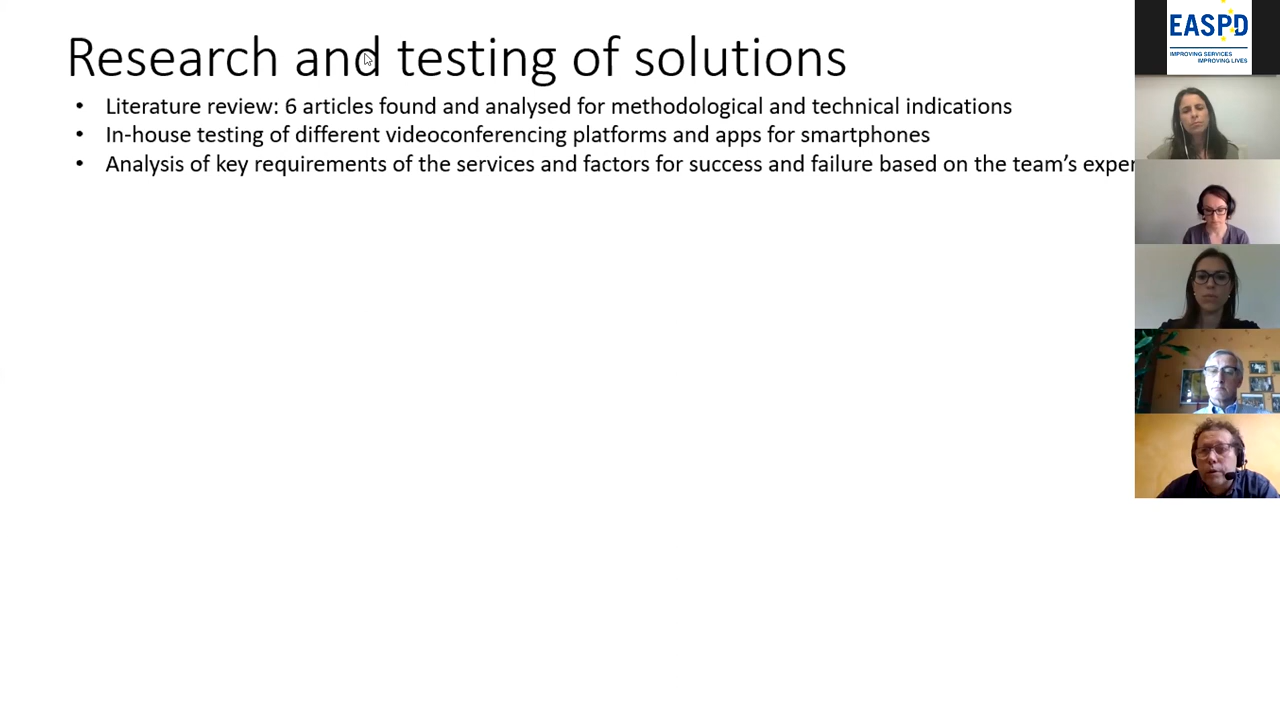 Research and testing of solutions
• Literature review: 6 articles found and analysed for methodological and technical indications
• In-house testing of different videoconferencing platforms and apps for smartphones
• Analysis of key requirements of the services and factors for success and failure based on the team's exper
EASPD
IMPROVING SERVICES
IMPROVING LIVES